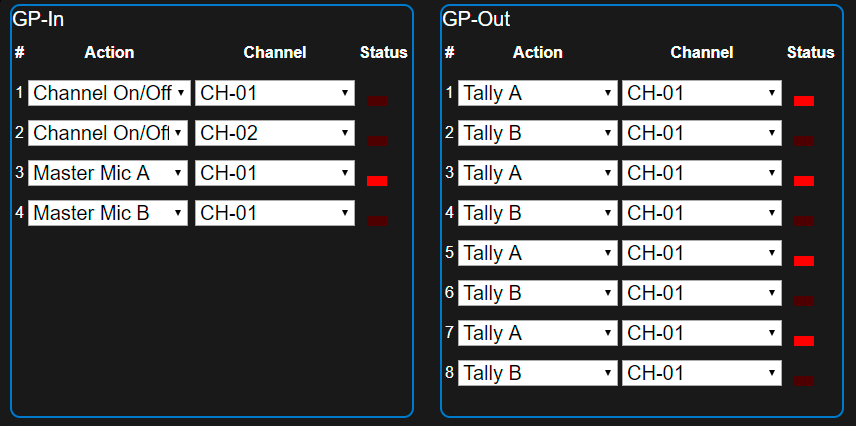 GP-In
# Action Channel Status
1 Channel On/Off CH-01
2 Channel On/Off CH-02
3 Master Mic A CH-01
4 Master Mic B CH-01
GP-Out
# Action Channel Status
1 Tally A CH-01
2 Tally B CH-01
3 Tally A CH-01
4 Tally B CH-01
5 Tally A CH-01
6 Tally B CH-01
7 Tally A CH-01
8 Tally B CH-01